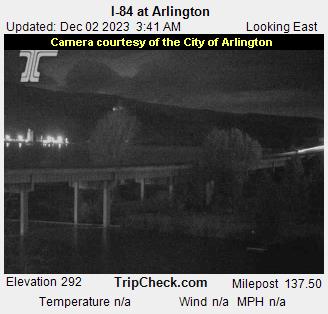 I-84 at Arlington
Updated: Dec 02 2023 3:41 AM Looking East
Camera courtesy of the City of Arlington
Elevation 292 TripCheck.com Milepost 137.50
Temperature n/a Wind n/a MPH n/a